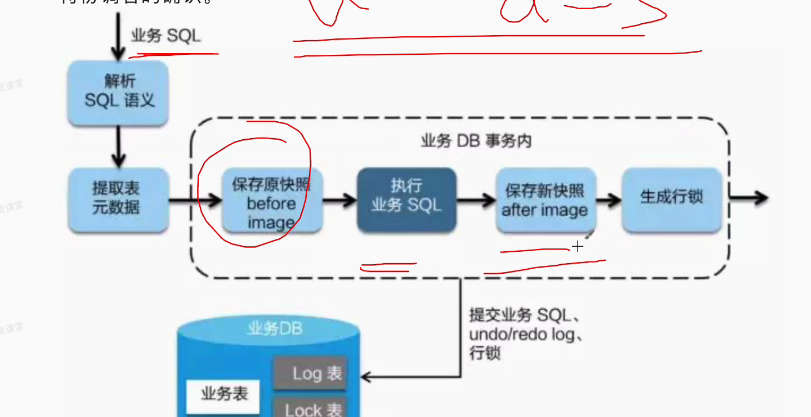 业务 SQL
解析
SQL 语义
业务 DB 事务内
提取表
元数据
保存原快照
before
image
执行
业务 SQL
保存新快照
after image
生成行锁
提交业务 SQL、
undo/redo log、
行锁
业务DB
Log 表
业务表
Lock 表